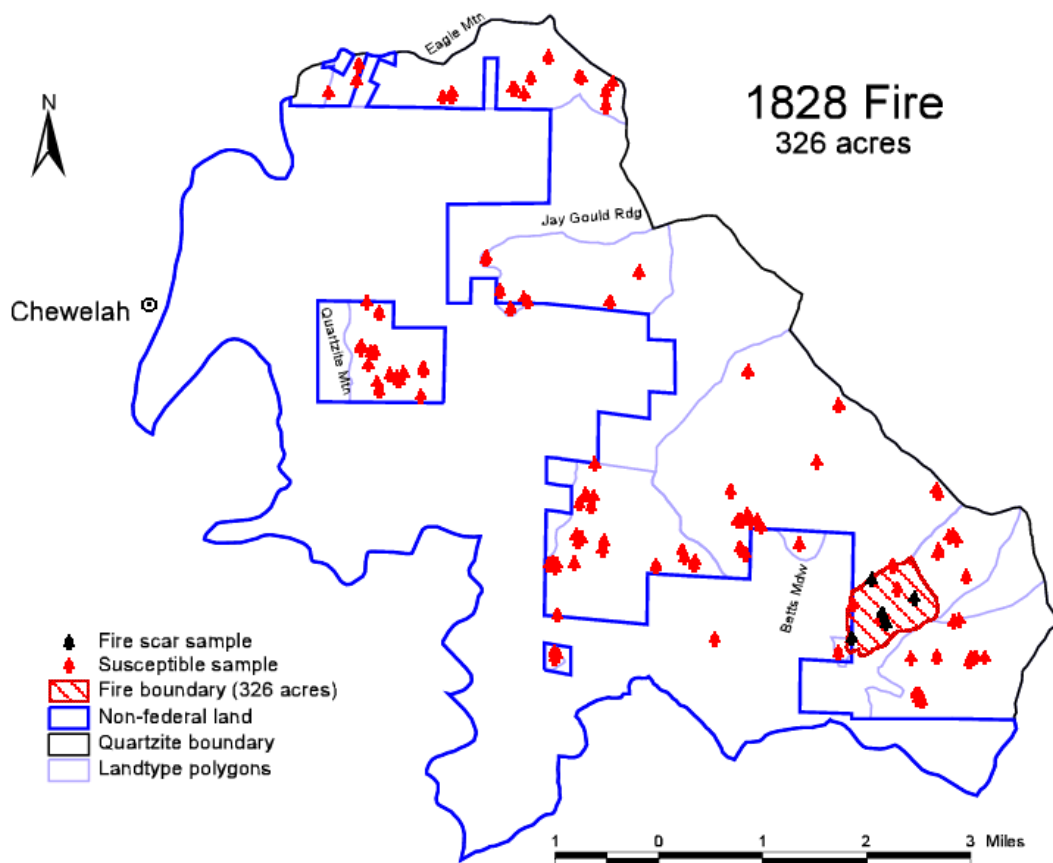 Eagle Mtn
N
1828 Fire
326 acres
Jay Gould Rdg
Chewelah
Quartzite Mtn
Betts Mdw
Fire scar sample
Susceptible sample
Fire boundary (326 acres)
Non-federal land
Quartzite boundary
Landtype polygons
1 0 1 2 3 Miles